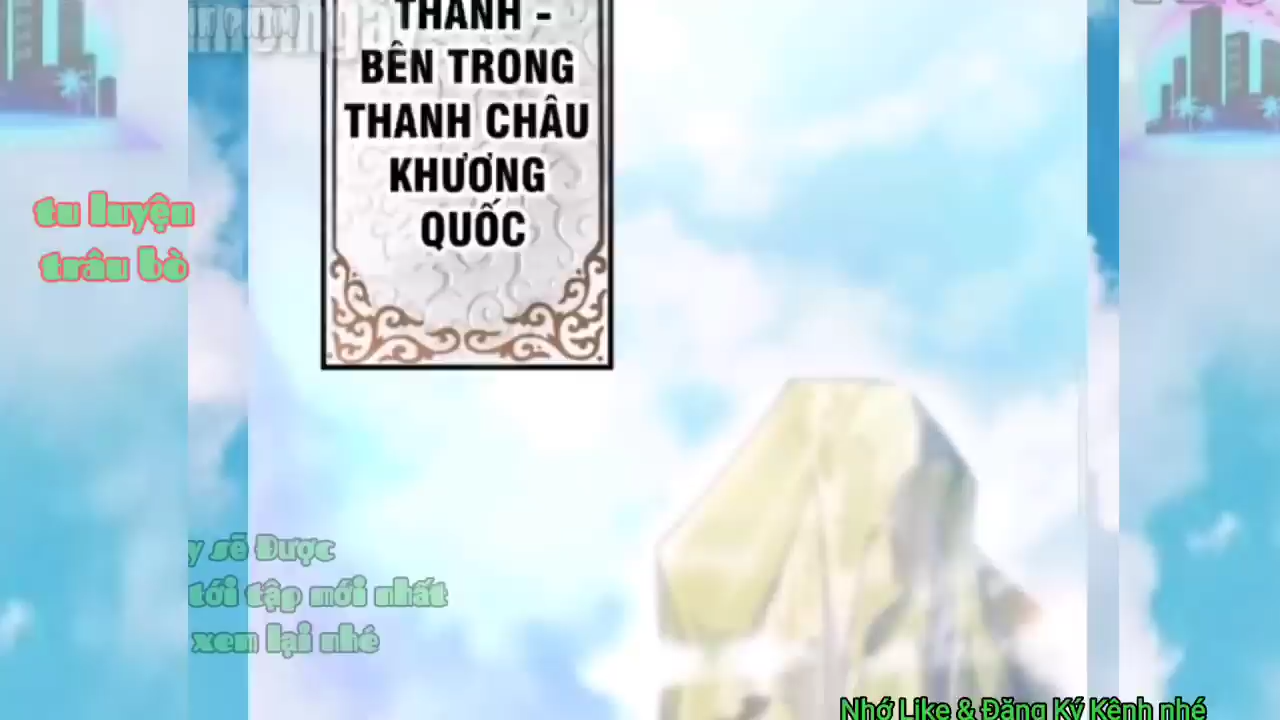 THANH -
BÊN TRONG
THANH CHÂU
KHƯƠNG
QUỐC
tu luyện
trâu bò
y sẽ Được
tới tập mới nhất
xem lại nhé
Nhớ Like & Đăng Ký Kênh nhé